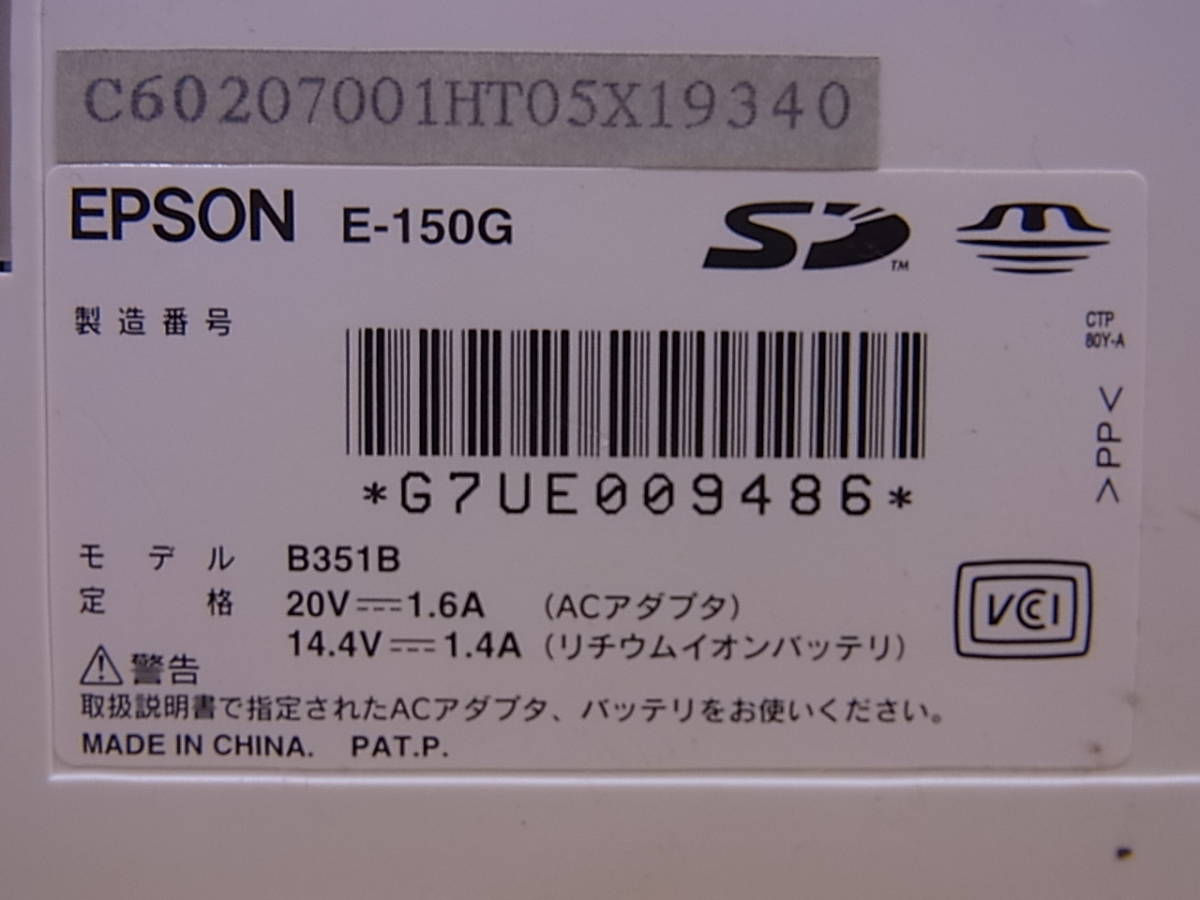 C60207001HT05X19340
EPSON E-150G
SD™
製造番号
CTP
80Y-A
>PP<
*G7UE009486*
モデル B351B
定格 20V⎓1.6A (ACアダプタ)
14.4V⎓1.4A (リチウムイオンバッテリ)
VCCI
⚠警告
取扱説明書で指定されたACアダプタ、バッテリをお使いください。
MADE IN CHINA. PAT.P.